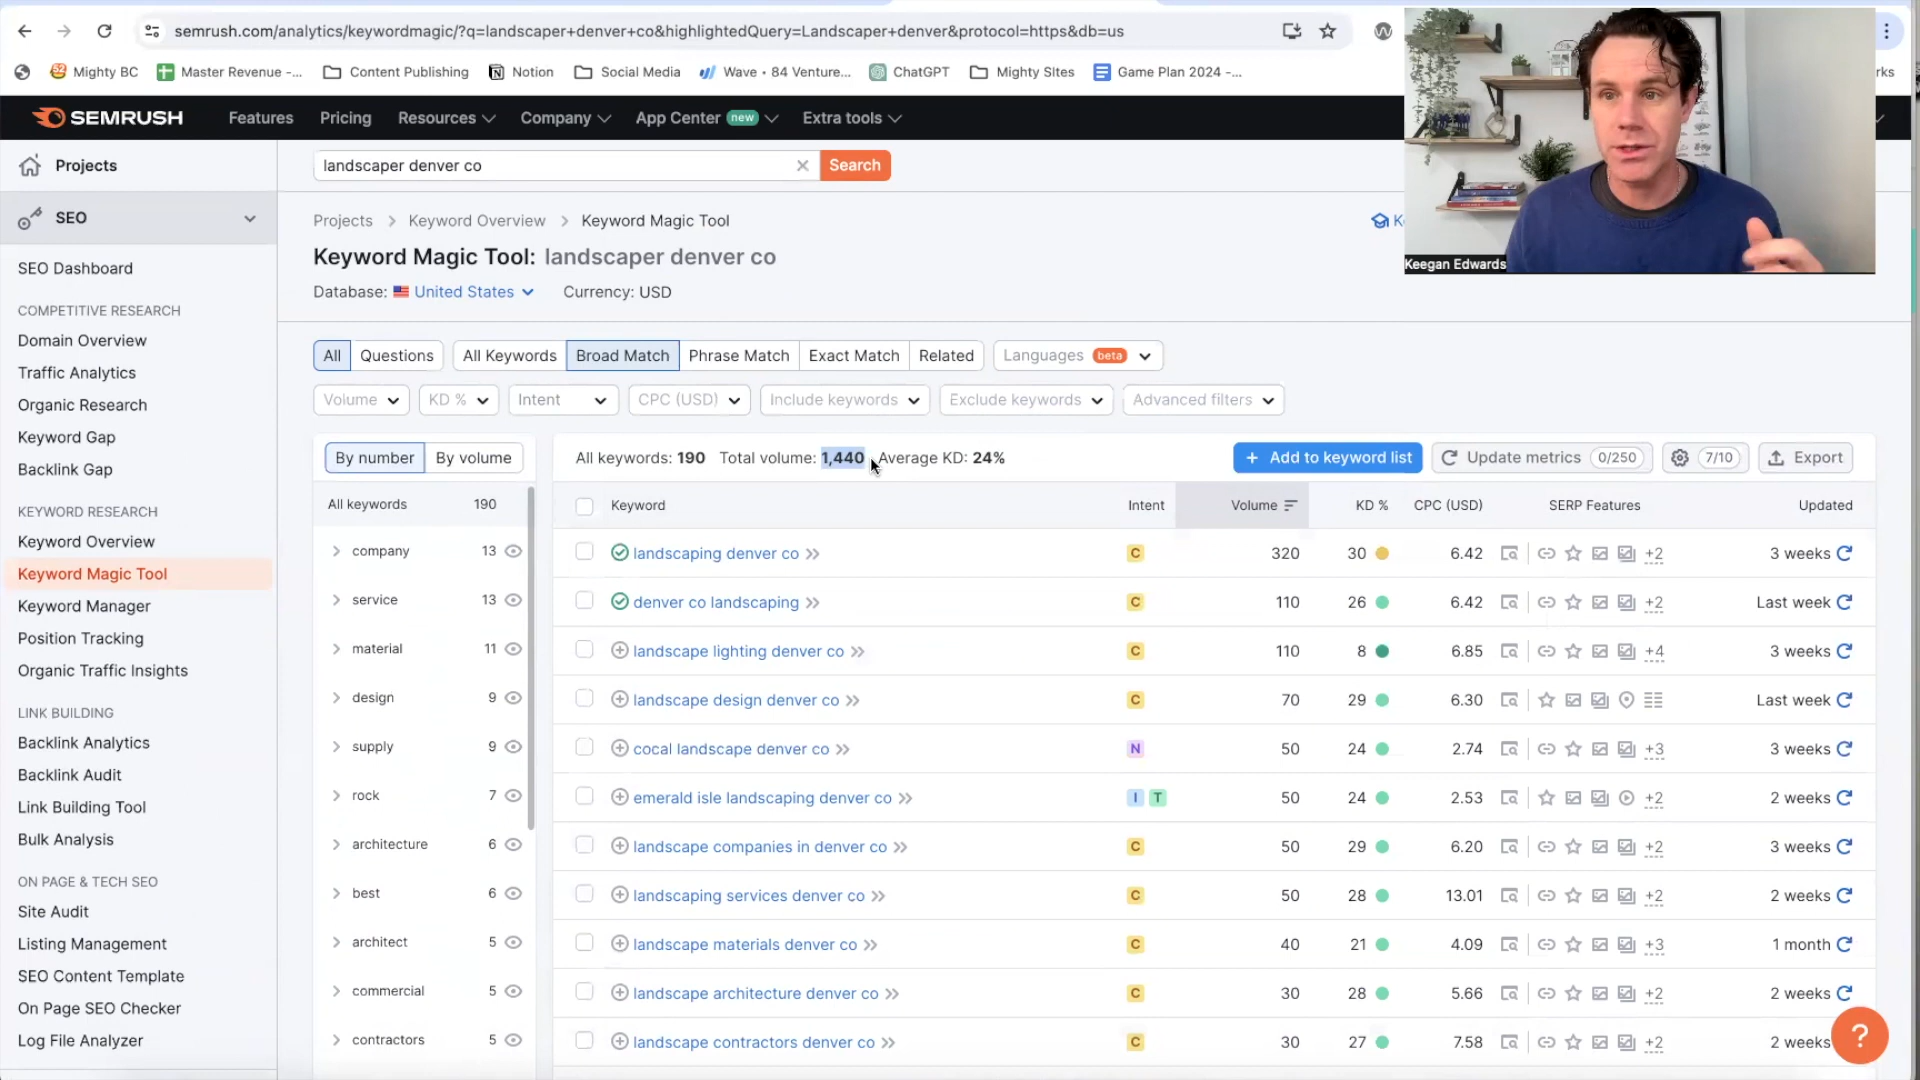 semrush.com/analytics/keywordmagic/?q=landscaper+denver+co&highlightedQuery=Landscaper+denver&protocol=https&db=us
Mighty BC Master Revenue -... Content Publishing Notion Social Media Wave • 84 Venture... ChatGPT Mighty SItes Game Plan 2024 -... rks
SEMRUSH Features Pricing Resources Company App Center new Extra tools
Projects
landscaper denver co Search
SEO
Projects > Keyword Overview > Keyword Magic Tool
Keyword Magic Tool: landscaper denver co
Database: United States Currency: USD
Keegan Edwards
SEO Dashboard
COMPETITIVE RESEARCH
Domain Overview
Traffic Analytics
Organic Research
Keyword Gap
Backlink Gap
KEYWORD RESEARCH
Keyword Overview
Keyword Magic Tool
Keyword Manager
Position Tracking
Organic Traffic Insights
LINK BUILDING
Backlink Analytics
Backlink Audit
Link Building Tool
Bulk Analysis
ON PAGE & TECH SEO
Site Audit
Listing Management
SEO Content Template
On Page SEO Checker
Log File Analyzer
All Questions All Keywords Broad Match Phrase Match Exact Match Related Languages beta
Volume KD % Intent CPC (USD) Include keywords Exclude keywords Advanced filters
By number By volume
All keywords 190
company 13
service 13
material 11
design 9
supply 9
rock 7
architecture 6
best 6
architect 5
commercial 5
contractors 5
All keywords: 190 Total volume: 1,440 Average KD: 24% + Add to keyword list Update metrics 0/250 7/10 Export
Keyword Intent Volume KD % CPC (USD) SERP Features Updated
landscaping denver co C 320 30 6.42 +2 3 weeks
denver co landscaping C 110 26 6.42 +2 Last week
landscape lighting denver co C 110 8 6.85 +4 3 weeks
landscape design denver co C 70 29 6.30 Last week
cocal landscape denver co N 50 24 2.74 +3 3 weeks
emerald isle landscaping denver co I T 50 24 2.53 +2 2 weeks
landscape companies in denver co C 50 29 6.20 +2 3 weeks
landscaping services denver co C 50 28 13.01 +2 2 weeks
landscape materials denver co C 40 21 4.09 +3 1 month
landscape architecture denver co C 30 28 5.66 +2 2 weeks
landscape contractors denver co C 30 27 7.58 +2 2 weeks
?